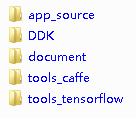 app_source
DDK
document
tools_caffe
tools_tensorflow